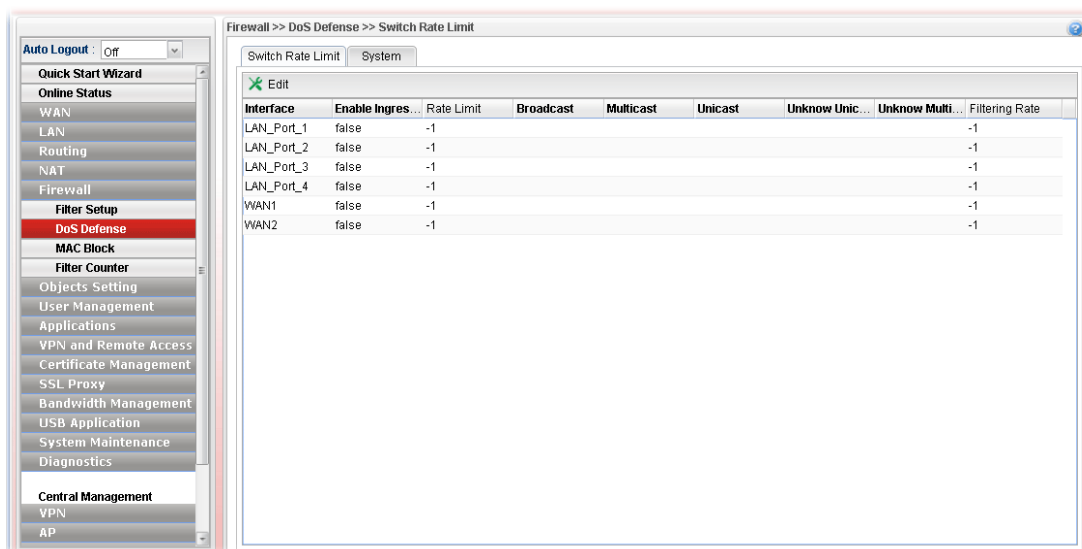 Firewall >> DoS Defense >> Switch Rate Limit
Auto Logout : Off
Quick Start Wizard
Online Status
WAN
LAN
Routing
NAT
Firewall
Filter Setup
DoS Defense
MAC Block
Filter Counter
Objects Setting
User Management
Applications
VPN and Remote Access
Certificate Management
SSL Proxy
Bandwidth Management
USB Application
System Maintenance
Diagnostics
Central Management
VPN
AP
Switch Rate Limit System
Edit
Interface Enable Ingres... Rate Limit Broadcast Multicast Unicast Unknow Unic... Unknow Multi... Filtering Rate
LAN_Port_1 false -1 -1
LAN_Port_2 false -1 -1
LAN_Port_3 false -1 -1
LAN_Port_4 false -1 -1
WAN1 false -1 -1
WAN2 false -1 -1